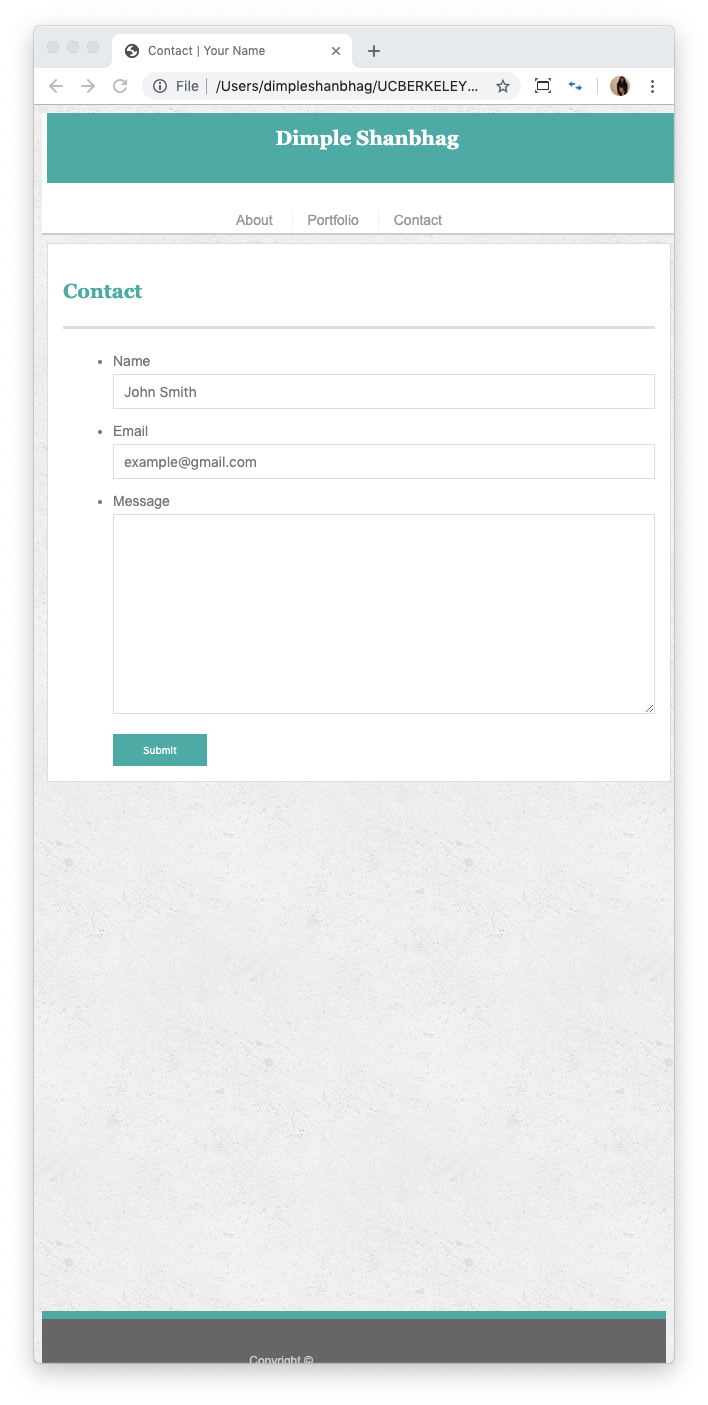 Contact | Your Name
File | /Users/dimpleshanbhag/UCBERKELEY...
Dimple Shanbhag
About Portfolio Contact
Contact
Name
John Smith
Email
example@gmail.com
Message
Submit
Copyright ©